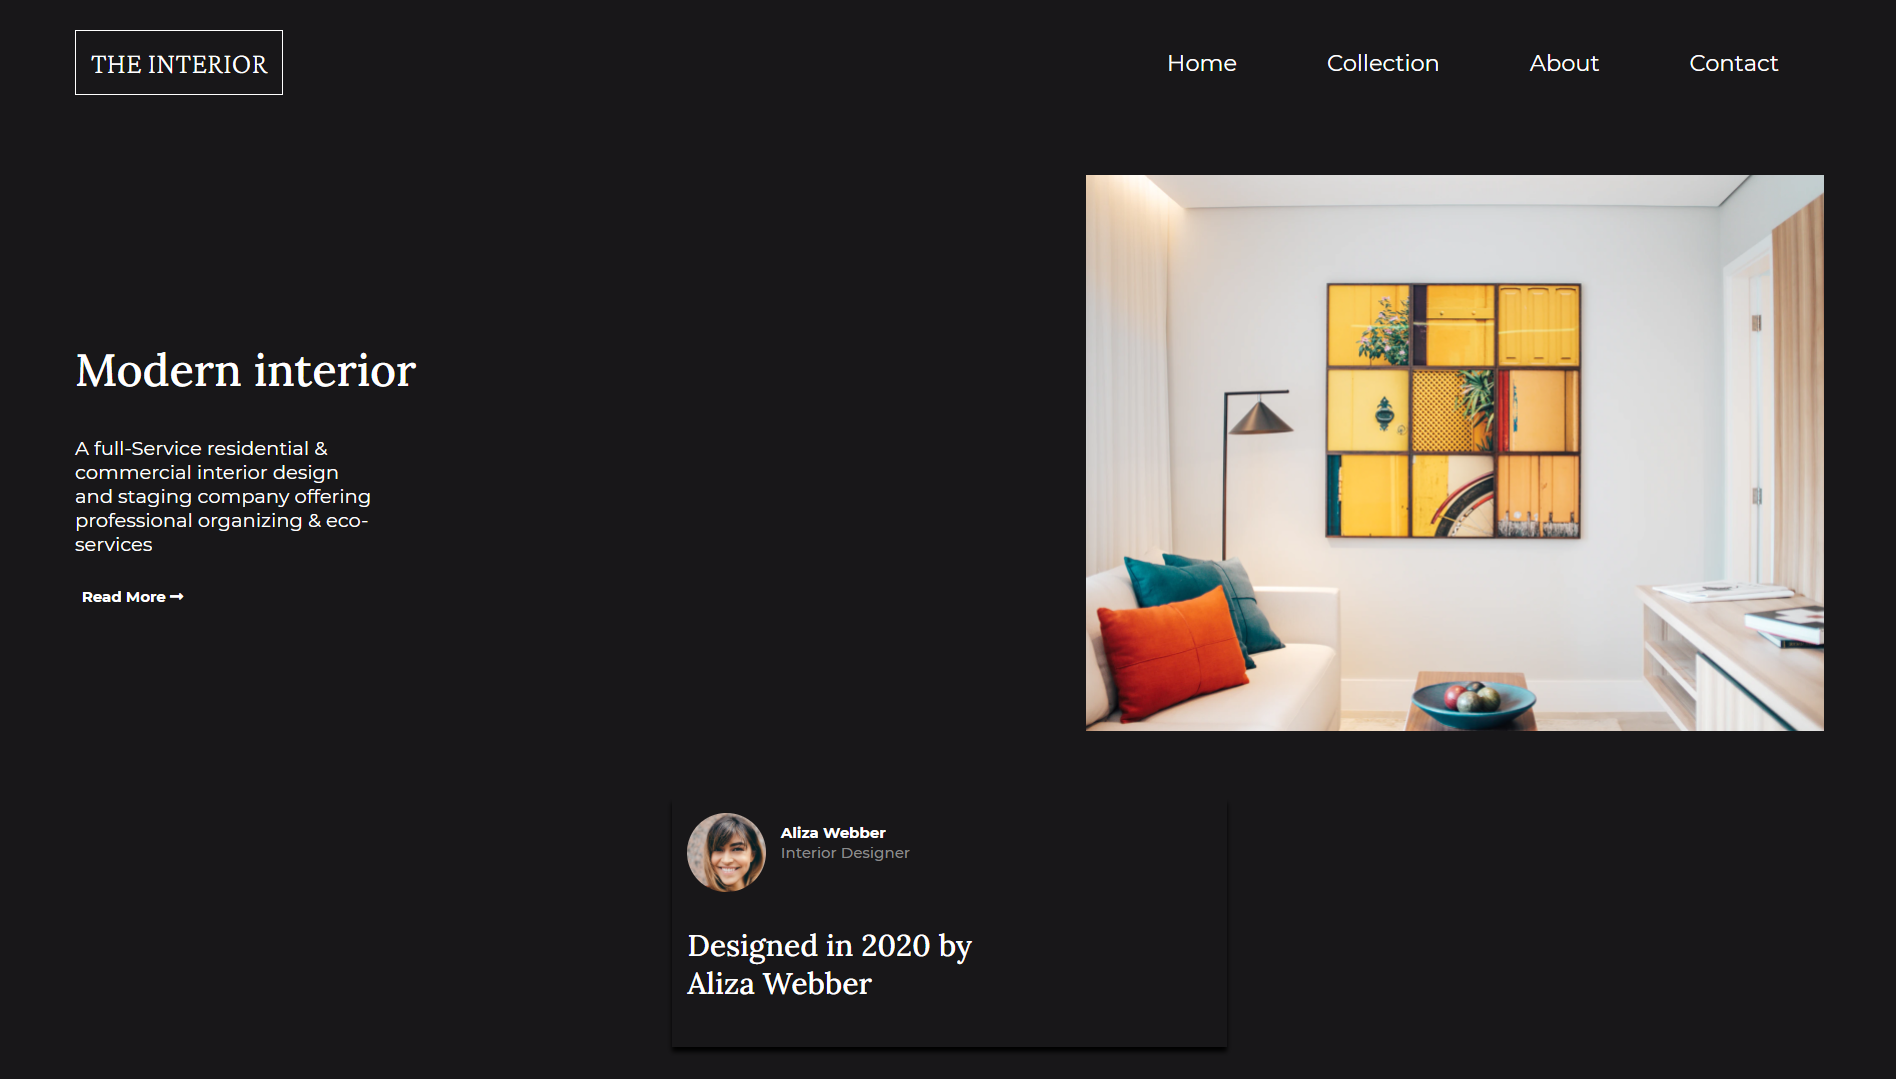 THE INTERIOR
Home
Collection
About
Contact
Modern interior
A full-Service residential &
commercial interior design
and staging company offering
professional organizing & eco-
services
Read More
Aliza Webber
Interior Designer
Designed in 2020 by
Aliza Webber